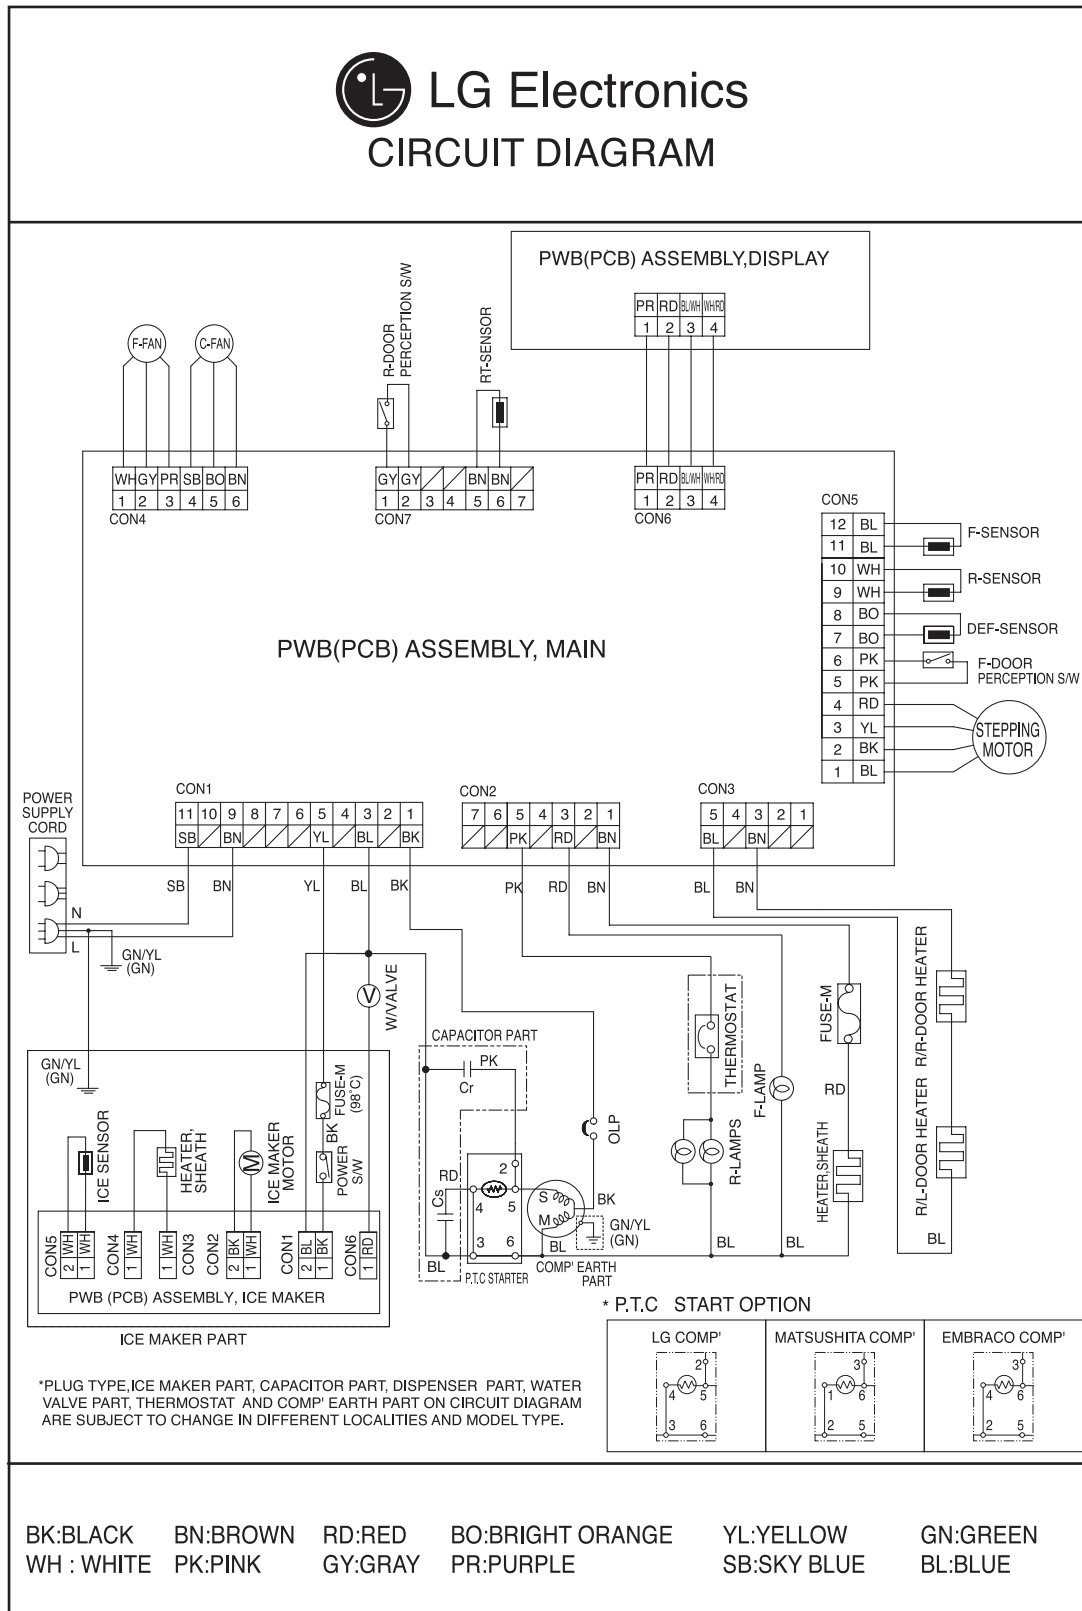 LG Electronics
CIRCUIT DIAGRAM
PWB(PCB) ASSEMBLY,DISPLAY
PR RD BL/WH WH/RD
1 2 3 4
F-FAN
C-FAN
R-DOOR
PERCEPTION S/W
RT-SENSOR
WH GY PR SB BO BN
1 2 3 4 5 6
CON4
GY GY BN BN
1 2 3 4 5 6 7
CON7
PR RD BL/WH WH/RD
1 2 3 4
CON6
CON5
12 BL
11 BL
10 WH
9 WH
8 BO
7 BO
6 PK
5 PK
4 RD
3 YL
2 BK
1 BL
F-SENSOR
R-SENSOR
DEF-SENSOR
F-DOOR
PERCEPTION S/W
STEPPING
MOTOR
PWB(PCB) ASSEMBLY, MAIN
CON1
11 10 9 8 7 6 5 4 3 2 1
SB BN YL BL BK
CON2
7 6 5 4 3 2 1
PK RD BN
CON3
5 4 3 2 1
BL BN
POWER
SUPPLY
CORD
N
L
SB BN YL BL BK PK RD BN BL BN
GN/YL
(GN)
W/VALVE
V
CAPACITOR PART
PK
Cr
THERMOSTAT
FUSE-M
R/R-DOOR HEATER
R/L-DOOR HEATER
GN/YL
(GN)
FUSE-M
(98°C)
BK
POWER
S/W
ICE SENSOR
HEATER,
SHEATH
ICE MAKER
MOTOR
M
OLP
F-LAMP
R-LAMPS
RD
HEATER,SHEATH
RD
Cs
2
4 5
3 6
S
M
BK
GN/YL
(GN)
BL
BL
P.T.C STARTER
COMP' EARTH
PART
BL
BL
BL
CON5
2 WH
1 WH
CON4
1 WH
CON3
1 WH
CON2
2 BK
1 WH
CON1
2 BL
1 BK
CON6
1 RD
PWB (PCB) ASSEMBLY, ICE MAKER
ICE MAKER PART
* P.T.C START OPTION
LG COMP' MATSUSHITA COMP' EMBRACO COMP'
2 3 3
4 5 1 6 4 6
3 6 2 5 2 5
*PLUG TYPE,ICE MAKER PART, CAPACITOR PART, DISPENSER PART, WATER
VALVE PART, THERMOSTAT AND COMP' EARTH PART ON CIRCUIT DIAGRAM
ARE SUBJECT TO CHANGE IN DIFFERENT LOCALITIES AND MODEL TYPE.
BK:BLACK BN:BROWN RD:RED BO:BRIGHT ORANGE YL:YELLOW GN:GREEN
WH : WHITE PK:PINK GY:GRAY PR:PURPLE SB:SKY BLUE BL:BLUE